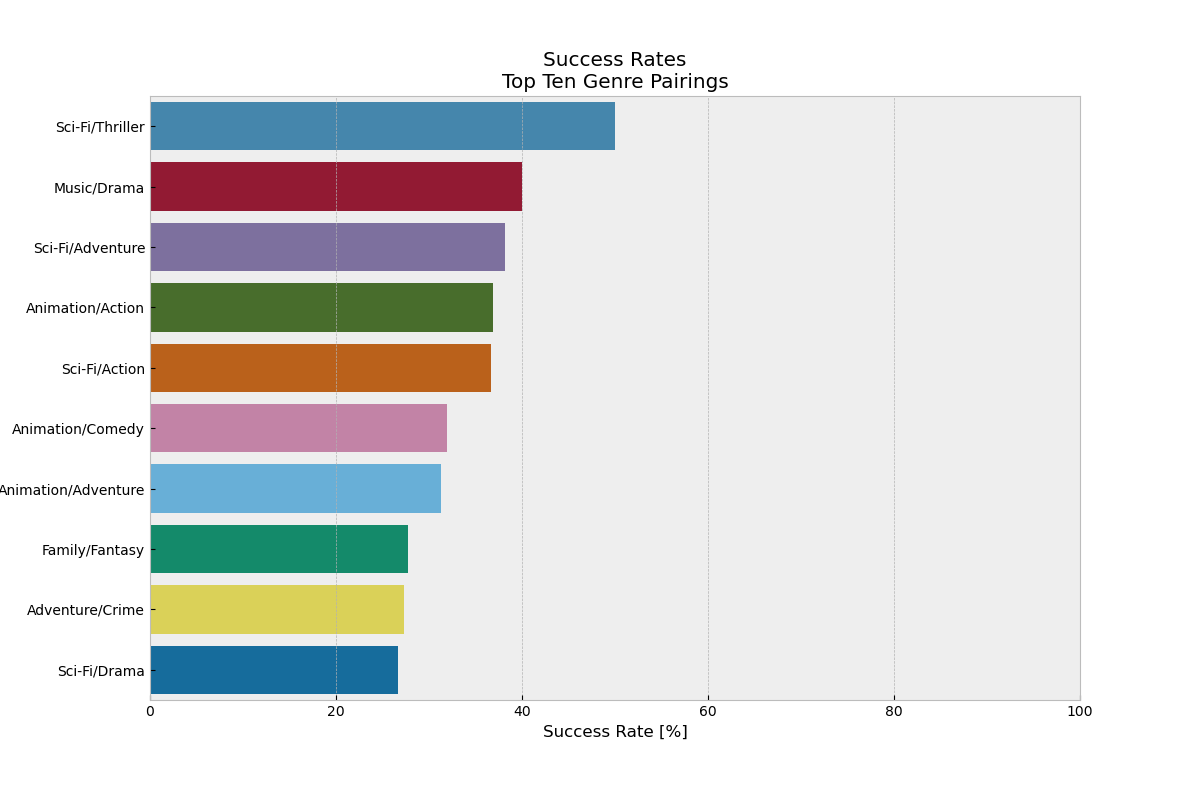 Success Rates
Top Ten Genre Pairings
Sci-Fi/Thriller
Music/Drama
Sci-Fi/Adventure
Animation/Action
Sci-Fi/Action
Animation/Comedy
Animation/Adventure
Family/Fantasy
Adventure/Crime
Sci-Fi/Drama
0 20 40 60 80 100
Success Rate [%]